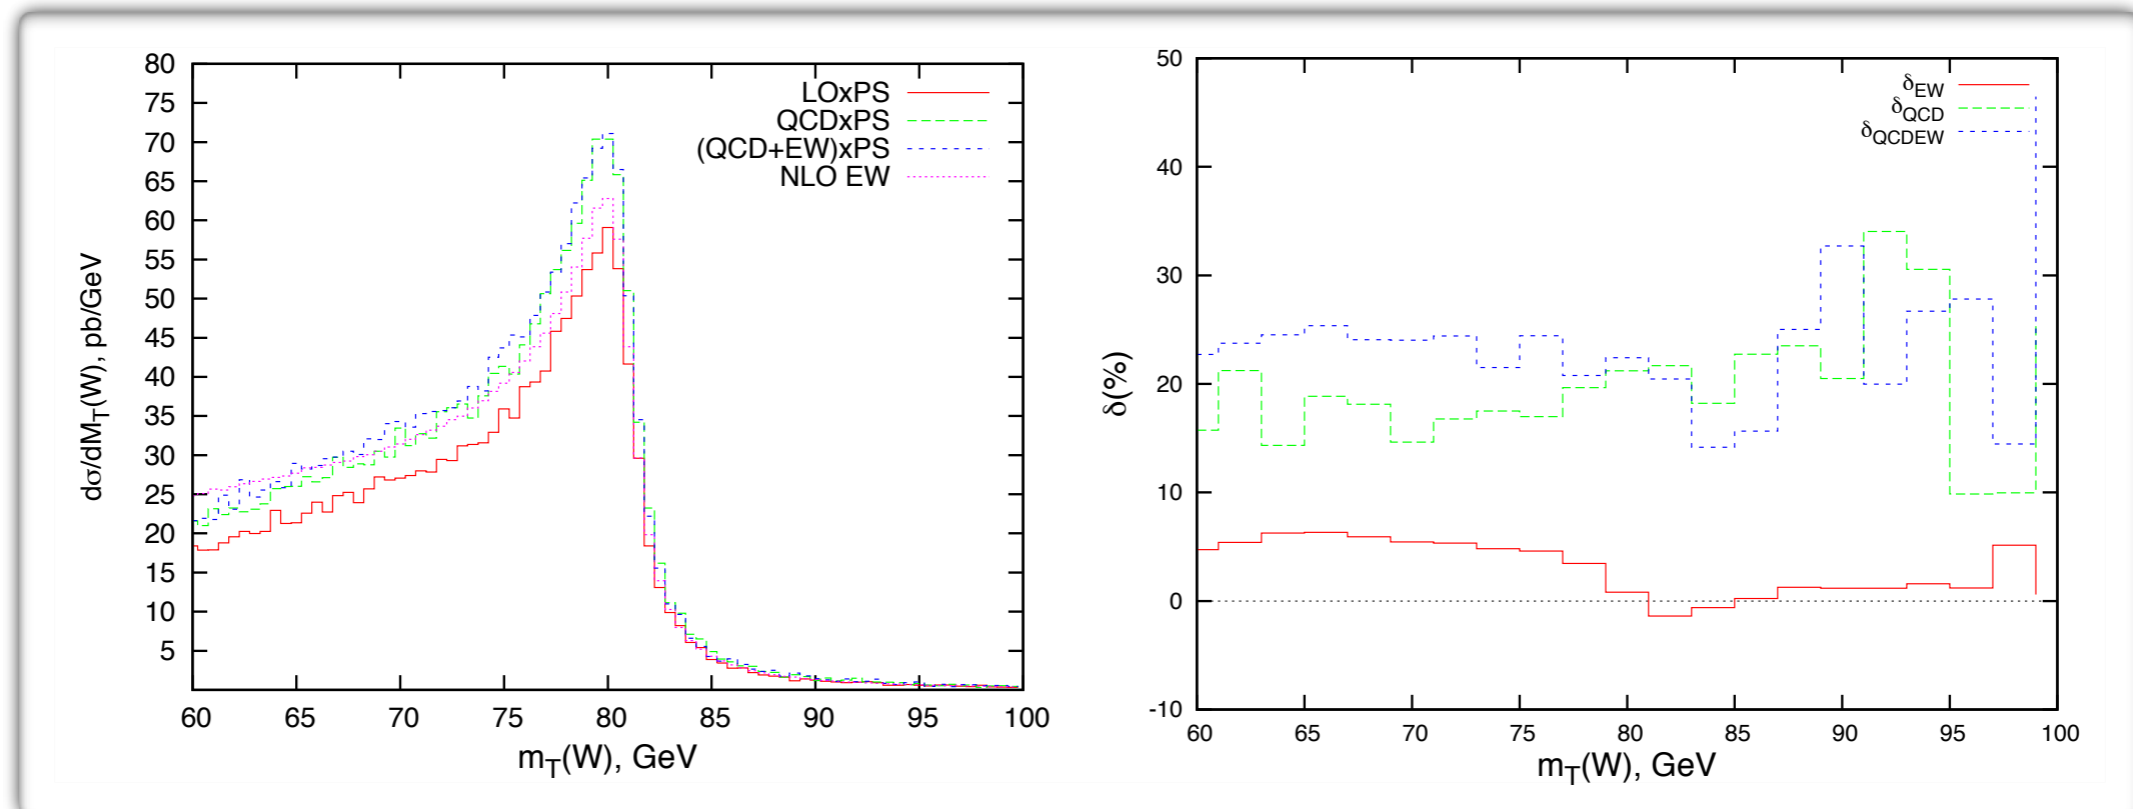 80
75
70
65
60
55
50
45
40
35
30
25
20
15
10
5
60 65 70 75 80 85 90 95 100
dσ/dM_T(W), pb/GeV
m_T(W), GeV
LOxPS
QCDxPS
(QCD+EW)xPS
NLO EW
50
40
30
20
10
0
-10
60 65 70 75 80 85 90 95 100
δ(%)
m_T(W), GeV
δ_EW
δ_QCD
δ_QCDEW